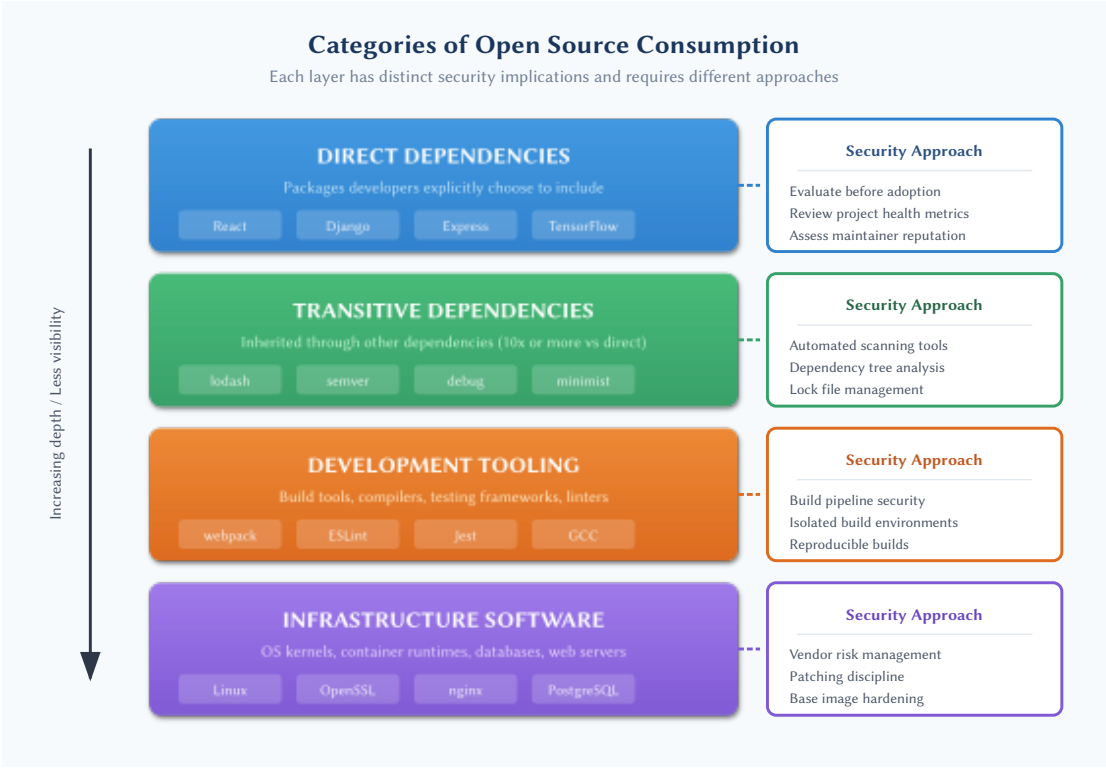 Categories of Open Source Consumption
Each layer has distinct security implications and requires different approaches
Increasing depth / Less visibility
DIRECT DEPENDENCIES
Packages developers explicitly choose to include
React
Django
Express
TensorFlow
Security Approach
Evaluate before adoption
Review project health metrics
Assess maintainer reputation
TRANSITIVE DEPENDENCIES
Inherited through other dependencies (10x or more vs direct)
lodash
semver
debug
minimist
Security Approach
Automated scanning tools
Dependency tree analysis
Lock file management
DEVELOPMENT TOOLING
Build tools, compilers, testing frameworks, linters
webpack
ESLint
Jest
GCC
Security Approach
Build pipeline security
Isolated build environments
Reproducible builds
INFRASTRUCTURE SOFTWARE
OS kernels, container runtimes, databases, web servers
Linux
OpenSSL
nginx
PostgreSQL
Security Approach
Vendor risk management
Patching discipline
Base image hardening